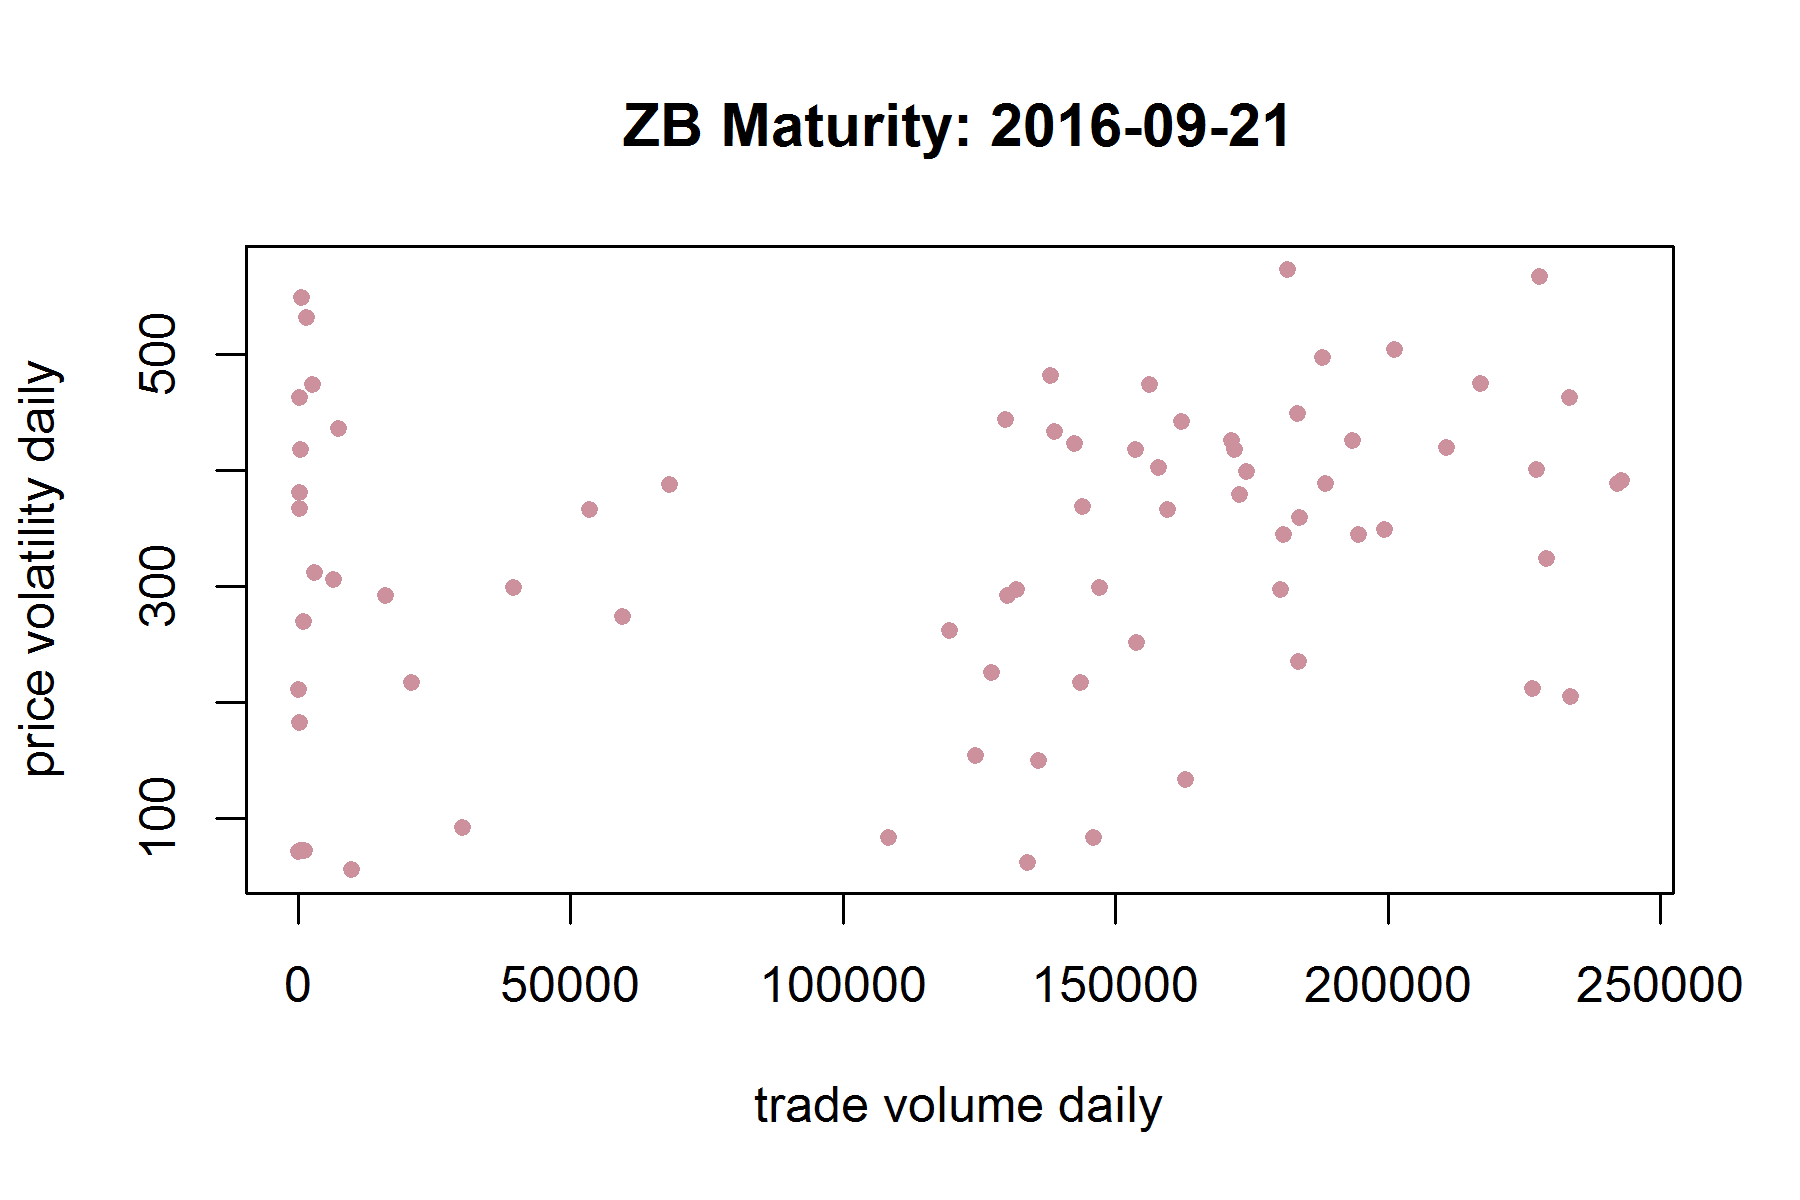 ZB Maturity: 2016-09-21
price volatility daily
500
300
100
0 50000 100000 150000 200000 250000
trade volume daily